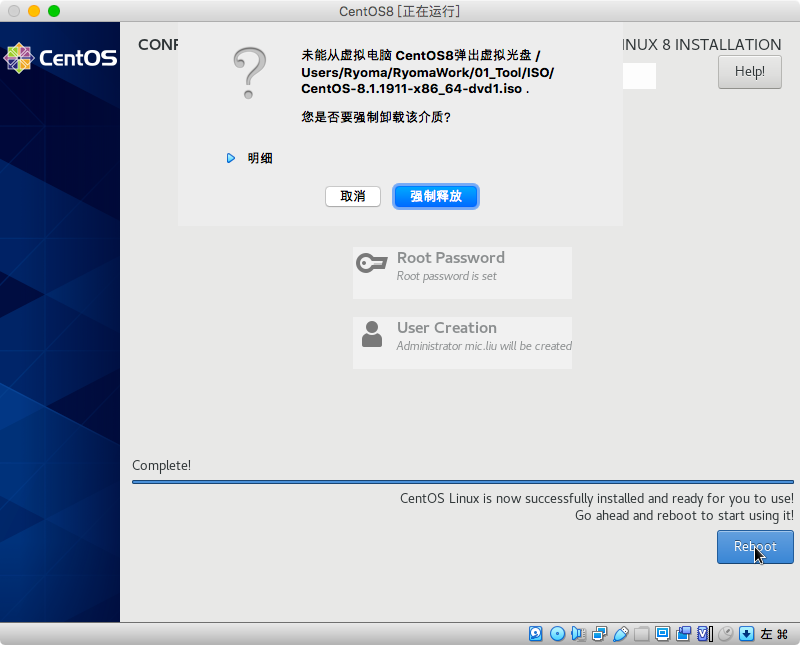 CentOS8 [正在运行]
CentOS
CONF
INUX 8 INSTALLATION
Help!
未能从虚拟电脑 CentOS8弹出虚拟光盘 /
Users/Ryoma/RyomaWork/01_Tool/ISO/
CentOS-8.1.1911-x86_64-dvd1.iso .
您是否要强制卸载该介质?
明细
取消
强制释放
Root Password
Root password is set
User Creation
Administrator mic.liu will be created
Complete!
CentOS Linux is now successfully installed and ready for you to use!
Go ahead and reboot to start using it!
Reboot
左 ⌘